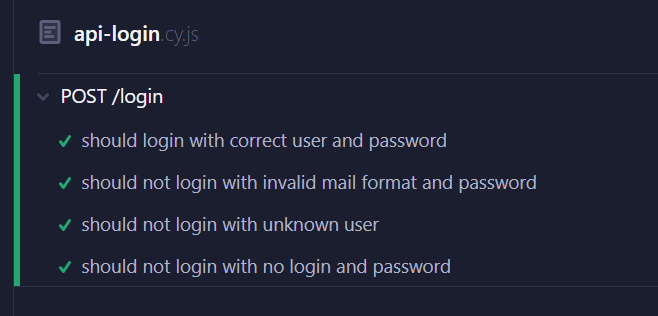 api-login.cy.js
POST /login
should login with correct user and password
should not login with invalid mail format and password
should not login with unknown user
should not login with no login and password